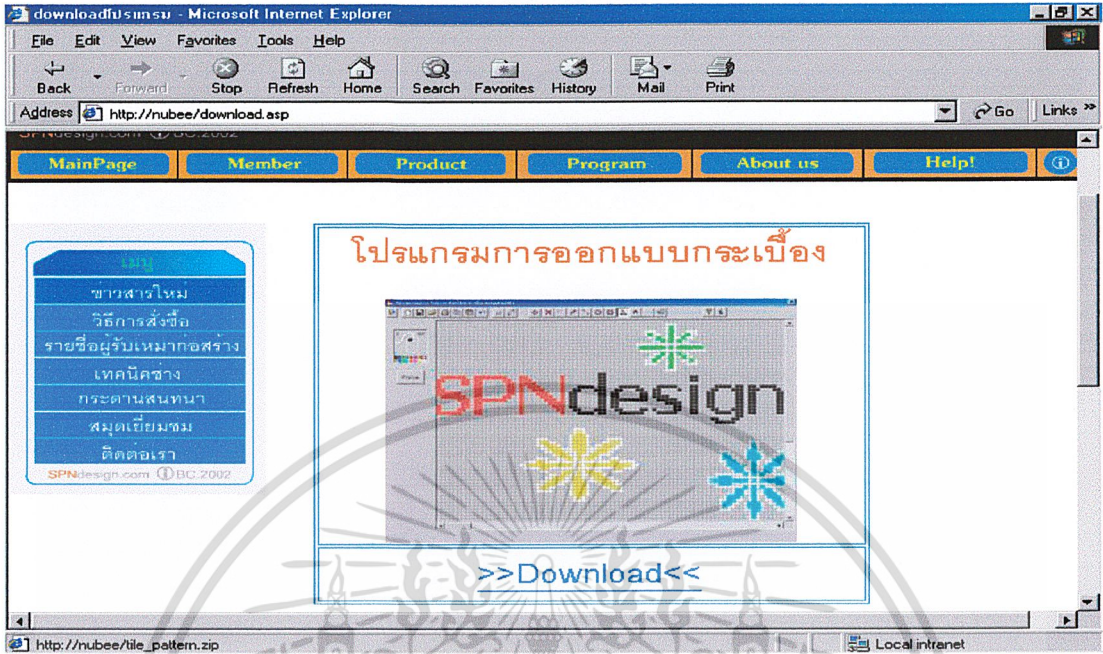 downloadโปรแกรม - Microsoft Internet Explorer
File Edit View Favorites Tools Help
Back Forward Stop Refresh Home Search Favorites History Mail Print
Address http://nubee/download.asp Go Links »
SPNdesign.com BC.2002
MainPage Member Product Program About us Help!
เมนู
ข่าวสารใหม่
วิธีการสั่งซื้อ
รายชื่อผู้รับเหมาก่อสร้าง
เทคนิคช่าง
กระดานสนทนา
สมุดเยี่ยมชม
ติดต่อเรา
SPNdesign.com BC.2002
โปรแกรมการออกแบบกระเบื้อง
SPNdesign
>>Download<<
http://nubee/tile_pattern.zip Local intranet